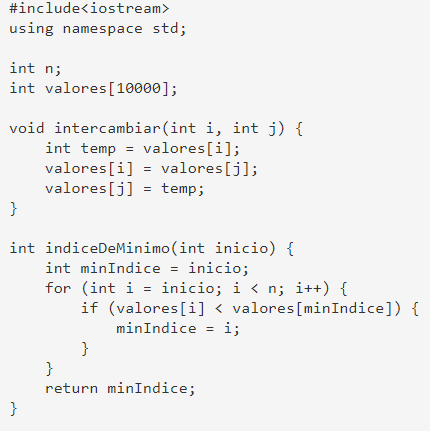 #include<iostream>
using namespace std;

int n;
int valores[10000];

void intercambiar(int i, int j) {
    int temp = valores[i];
    valores[i] = valores[j];
    valores[j] = temp;
}

int indiceDeMinimo(int inicio) {
    int minIndice = inicio;
    for (int i = inicio; i < n; i++) {
        if (valores[i] < valores[minIndice]) {
            minIndice = i;
        }
    }
    return minIndice;
}